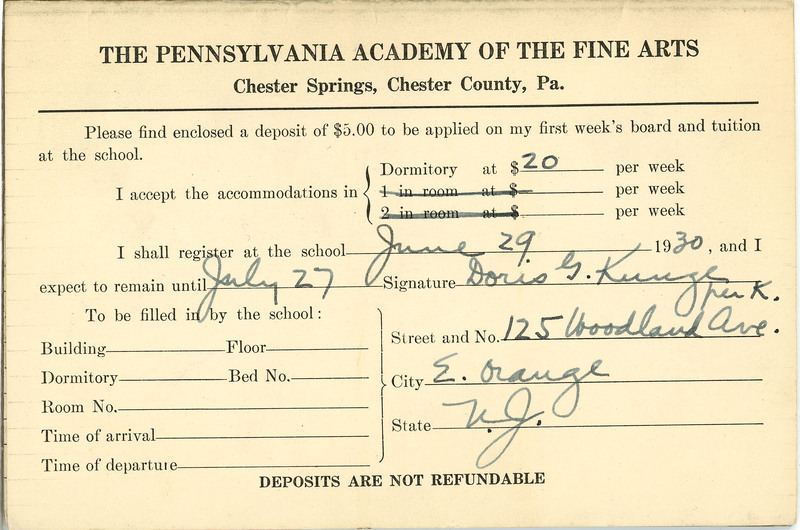 THE PENNSYLVANIA ACADEMY OF THE FINE ARTS
Chester Springs, Chester County, Pa.
Please find enclosed a deposit of $5.00 to be applied on my first week's board and tuition
at the school.
Dormitory at $20 per week
I accept the accommodations in 1 in room at $ per week
2 in room at $ per week
I shall register at the school June 29 1930, and I
expect to remain until July 27 Signature Doris G. Kunze
per K.
To be filled in by the school:
Street and No. 125 Woodland Ave.
Building Floor
Dormitory Bed No.
City E. Orange
Room No.
State N.J.
Time of arrival
Time of departure
DEPOSITS ARE NOT REFUNDABLE